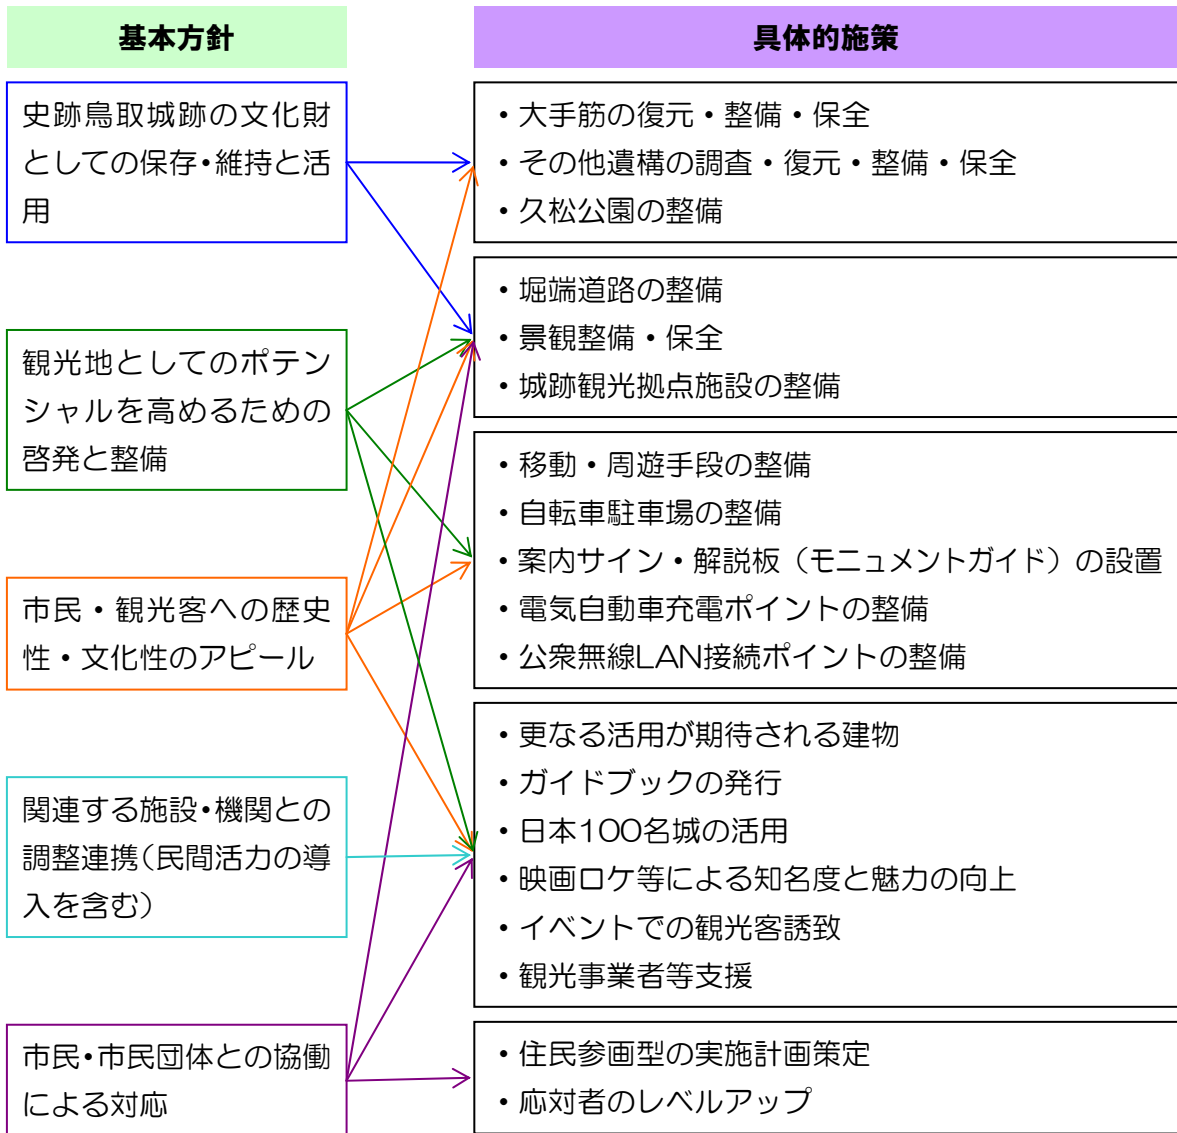 基本方針
具体的施策
史跡鳥取城跡の文化財
としての保存・維持と活
用
観光地としてのポテン
シャルを高めるための
啓発と整備
市民・観光客への歴史
性・文化性のアピール
関連する施設・機関との
調整連携（民間活力の導
入を含む）
市民・市民団体との協働
による対応
・大手筋の復元・整備・保全
・その他遺構の調査・復元・整備・保全
・久松公園の整備
・堀端道路の整備
・景観整備・保全
・城跡観光拠点施設の整備
・移動・周遊手段の整備
・自転車駐車場の整備
・案内サイン・解説板（モニュメントガイド）の設置
・電気自動車充電ポイントの整備
・公衆無線LAN接続ポイントの整備
・更なる活用が期待される建物
・ガイドブックの発行
・日本100名城の活用
・映画ロケ等による知名度と魅力の向上
・イベントでの観光客誘致
・観光事業者等支援
・住民参画型の実施計画策定
・応対者のレベルアップ